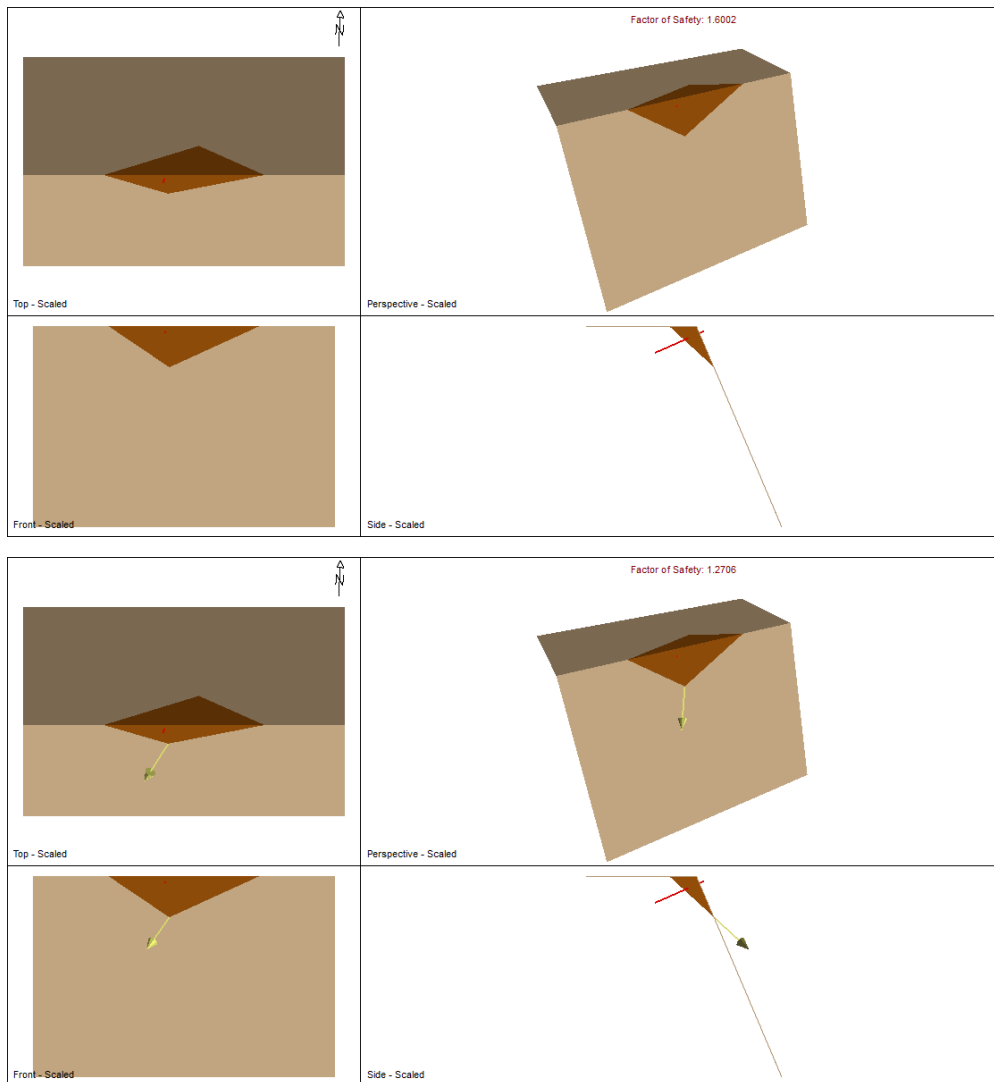 N
Factor of Safety: 1.6002
Top - Scaled
Perspective - Scaled
Front - Scaled
Side - Scaled
N
Factor of Safety: 1.2706
Top - Scaled
Perspective - Scaled
Front - Scaled
Side - Scaled